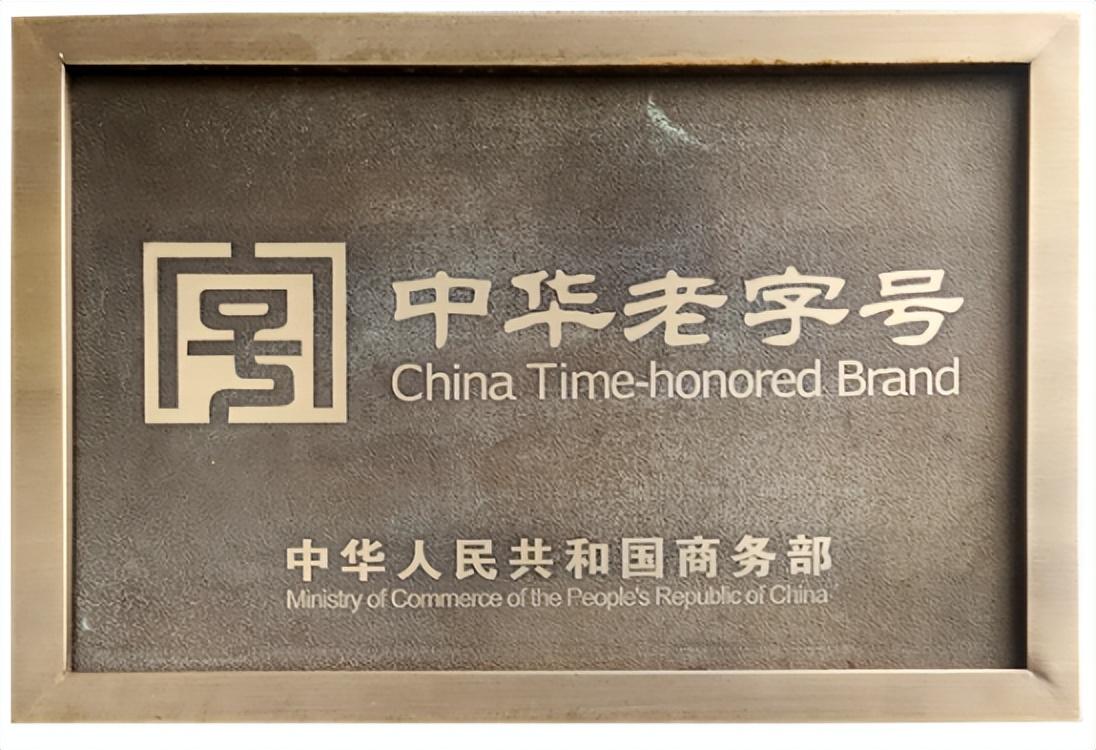 中华老字号
China Time-honored Brand
中华人民共和国商务部
Ministry of Commerce of the People's Republic of China